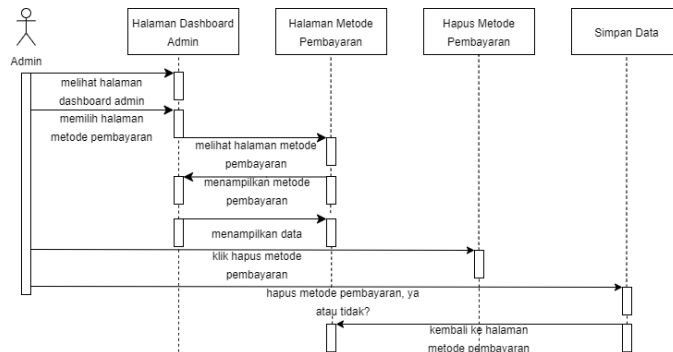 Halaman Dashboard
Admin
Halaman Metode
Pembayaran
Hapus Metode
Pembayaran
Simpan Data
Admin
melihat halaman
dashboard admin
memilih halaman
metode pembayaran
melihat halaman metode
pembayaran
menampilkan metode
pembayaran
menampilkan data
klik hapus metode
pembayaran
hapus metode pembayaran, ya
atau tidak?
kembali ke halaman
metode pembayaran